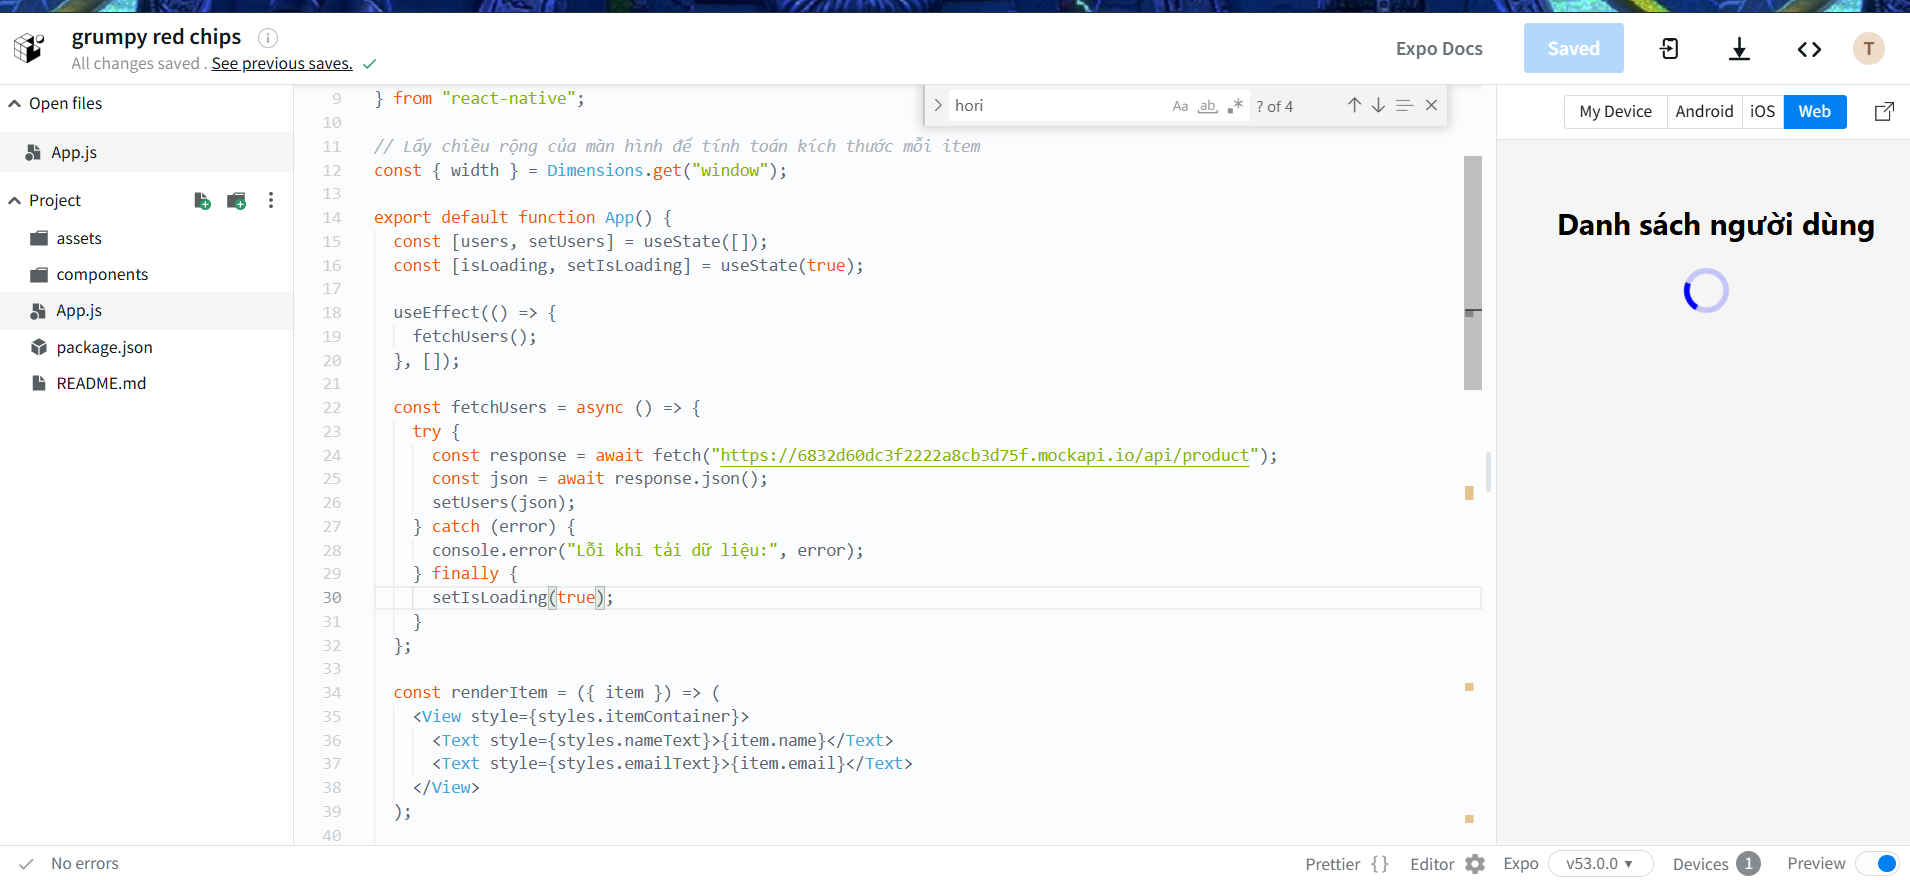 grumpy red chips
All changes saved . See previous saves.
Expo Docs
Saved
T
Open files
App.js
Project
assets
components
App.js
package.json
README.md
hori
Aa ab .*
? of 4
9 } from "react-native";
10
11 // Lấy chiều rộng của màn hình để tính toán kích thước mỗi item
12 const { width } = Dimensions.get("window");
13
14 export default function App() {
15 const [users, setUsers] = useState([]);
16 const [isLoading, setIsLoading] = useState(true);
17
18 useEffect(() => {
19 fetchUsers();
20 }, []);
21
22 const fetchUsers = async () => {
23 try {
24 const response = await fetch("https://6832d60dc3f2222a8cb3d75f.mockapi.io/api/product");
25 const json = await response.json();
26 setUsers(json);
27 } catch (error) {
28 console.error("Lỗi khi tải dữ liệu:", error);
29 } finally {
30 setIsLoading(true);
31 }
32 };
33
34 const renderItem = ({ item }) => (
35 <View style={styles.itemContainer}>
36 <Text style={styles.nameText}>{item.name}</Text>
37 <Text style={styles.emailText}>{item.email}</Text>
38 </View>
39 );
40
My Device Android iOS Web
Danh sách người dùng
No errors
Prettier { }
Editor
Expo v53.0.0
Devices 1
Preview